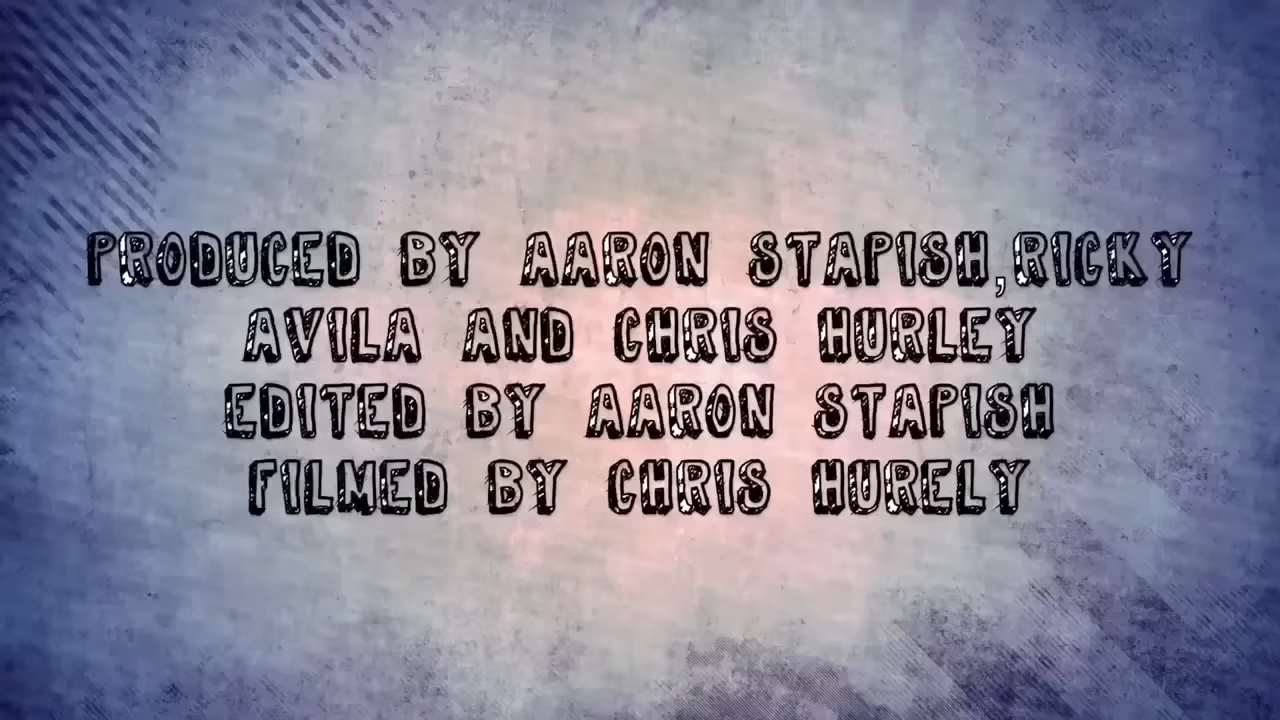 PRODUCED BY AARON STAPISH,RICKY
AVILA AND CHRIS HURLEY
EDITED BY AARON STAPISH
FILMED BY CHRIS HURELY